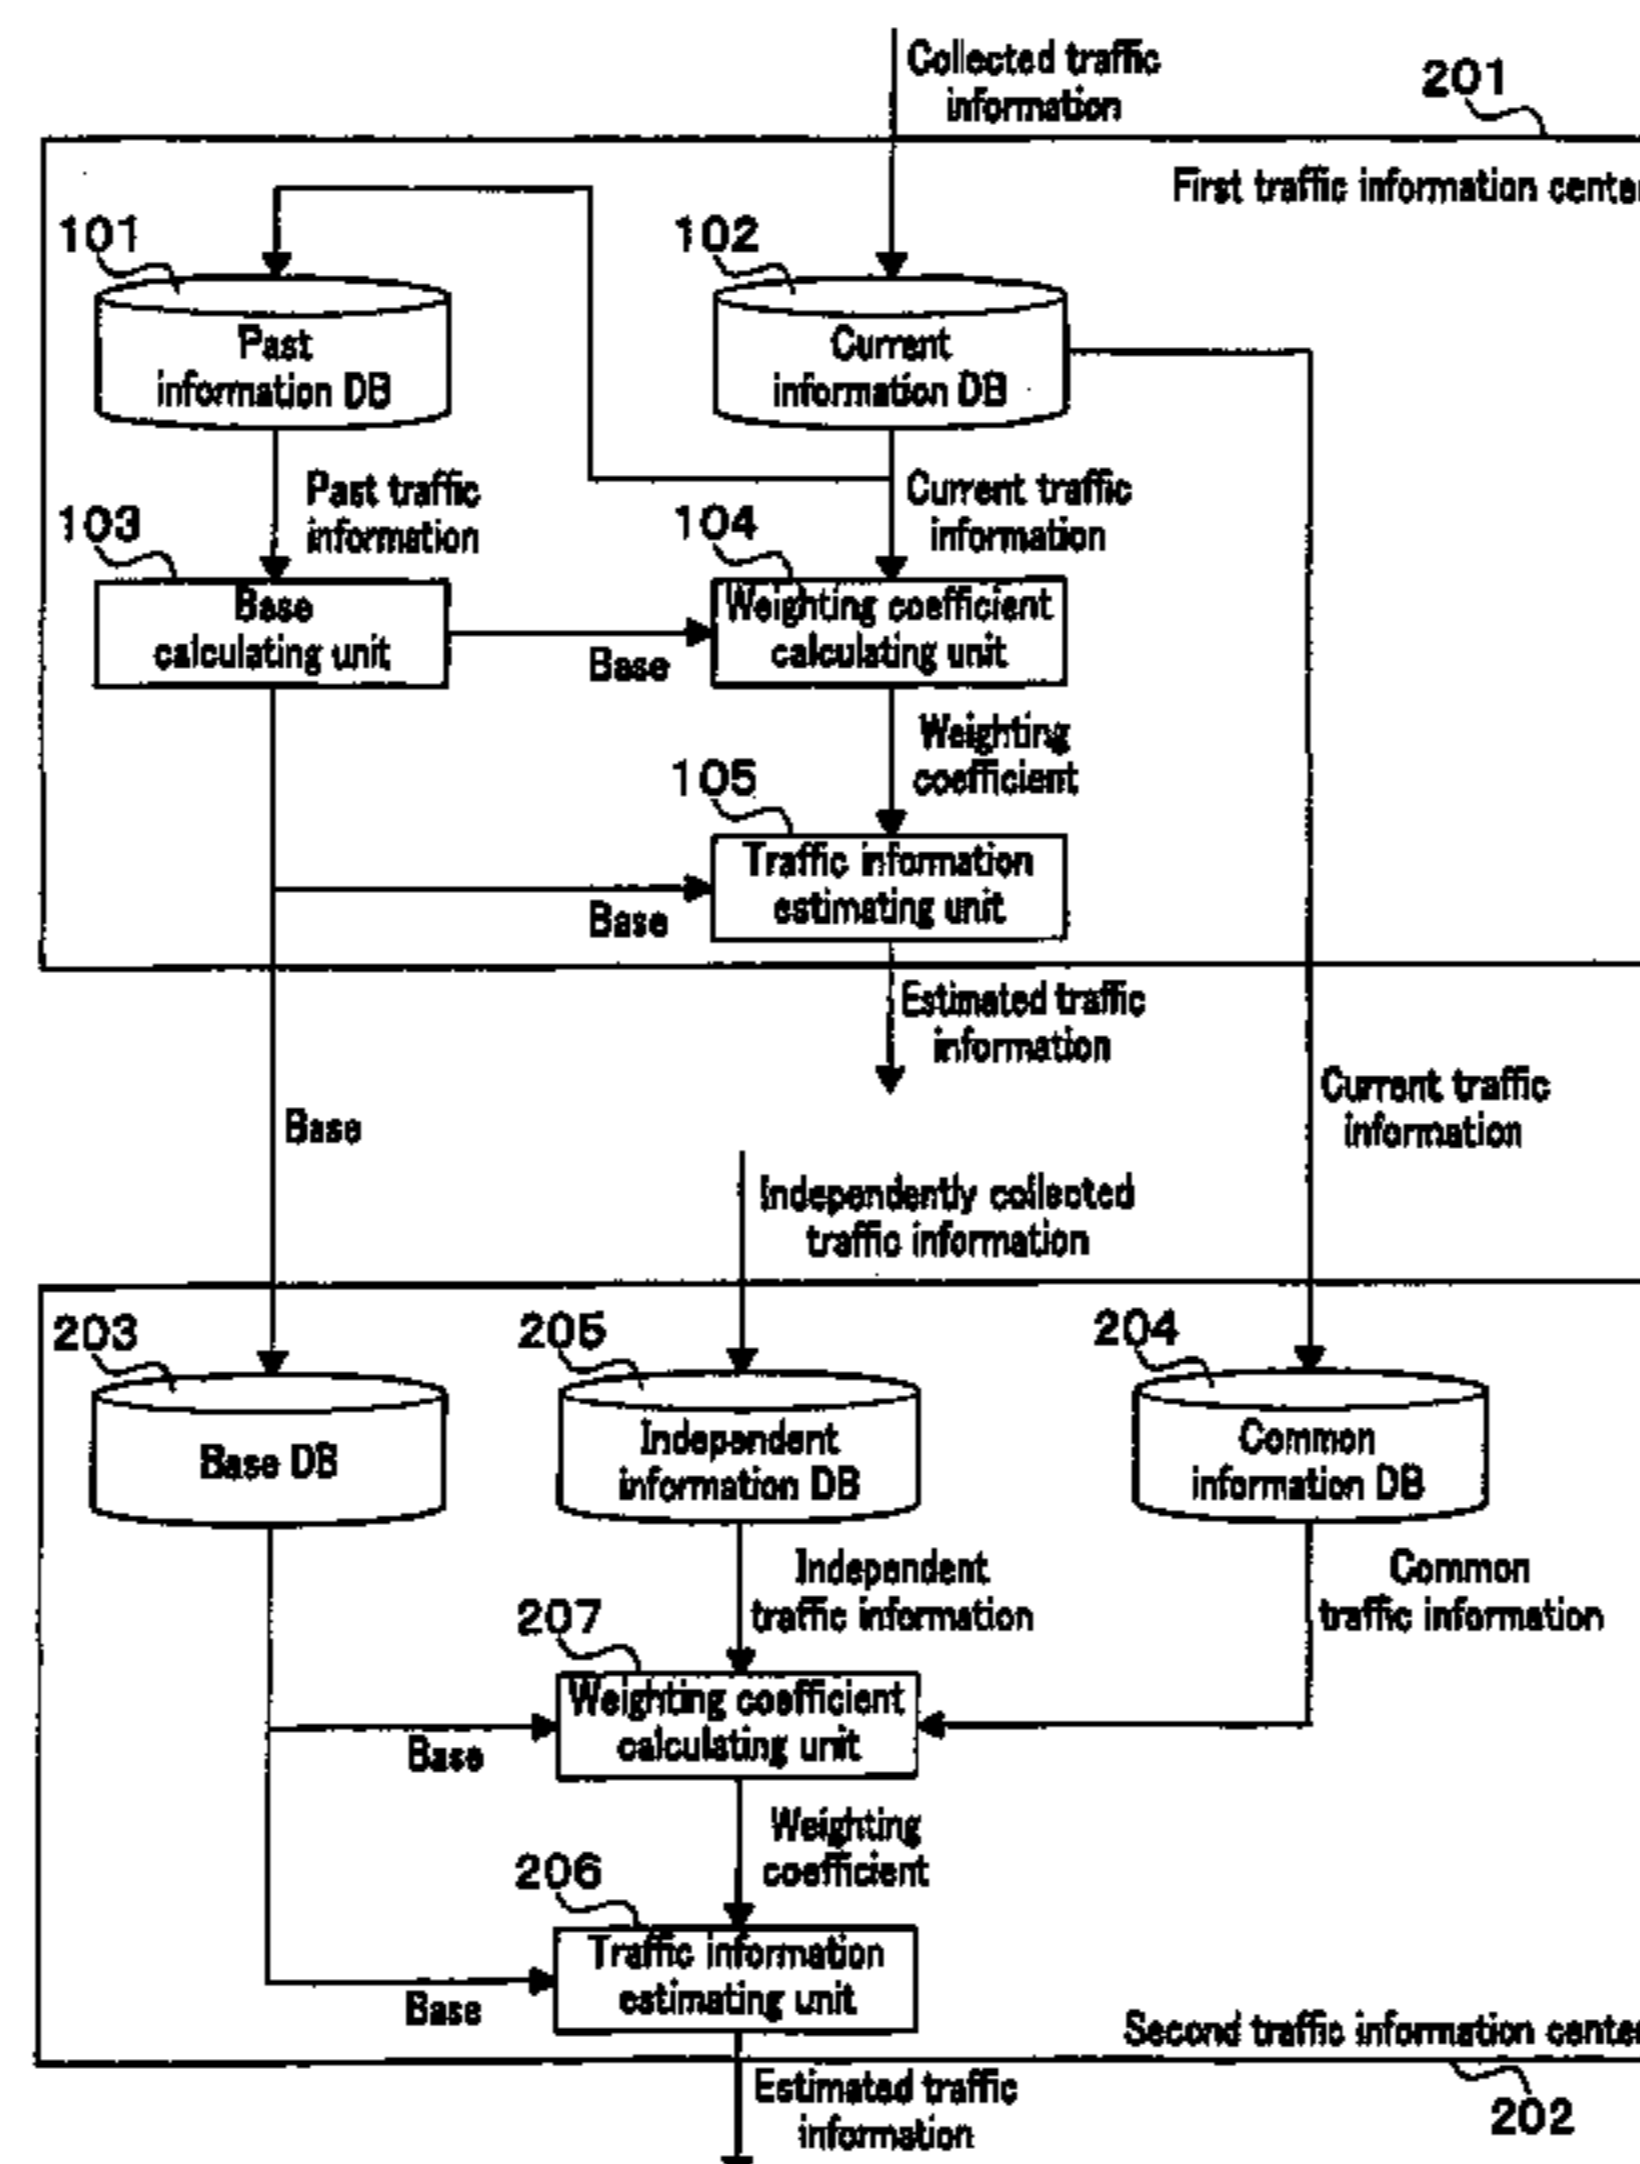 Collected traffic
information
201
First traffic information center
101
102
Past
information DB
Current
information DB
Past traffic
information
Current traffic
information
103
104
Base
calculating unit
Base
Weighting coefficient
calculating unit
Weighting
coefficient
105
Traffic information
estimating unit
Base
Estimated traffic
information
Base
Current traffic
information
Independently collected
traffic information
203
205
204
Base DB
Independent
information DB
Common
information DB
Independent
traffic information
Common
traffic information
207
Weighting coefficient
calculating unit
Base
Weighting
coefficient
206
Traffic information
estimating unit
Base
Second traffic information center
Estimated traffic
information
202